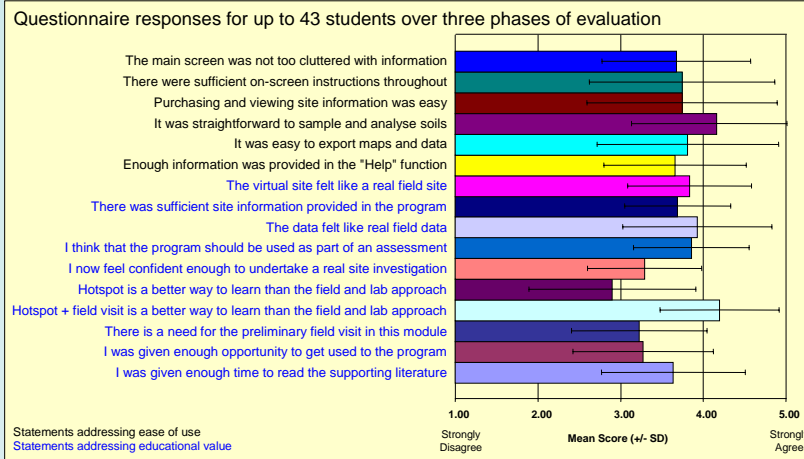 Questionnaire responses for up to 43 students over three phases of evaluation
The main screen was not too cluttered with information
There were sufficient on-screen instructions throughout
Purchasing and viewing site information was easy
It was straightforward to sample and analyse soils
It was easy to export maps and data
Enough information was provided in the "Help" function
The virtual site felt like a real field site
There was sufficient site information provided in the program
The data felt like real field data
I think that the program should be used as part of an assessment
I now feel confident enough to undertake a real site investigation
Hotspot is a better way to learn than the field and lab approach
Hotspot + field visit is a better way to learn than the field and lab approach
There is a need for the preliminary field visit in this module
I was given enough opportunity to get used to the program
I was given enough time to read the supporting literature
1.00 2.00 3.00 4.00 5.00
Strongly Disagree
Mean Score (+/- SD)
Strongl
Agree
Statements addressing ease of use
Statements addressing educational value